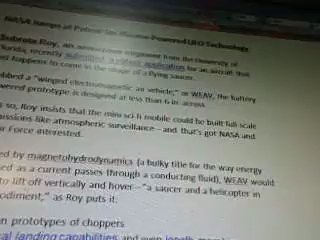 NASA Jumps at Patent for Plasma-Powered UFO Technology
Subrata Roy, an aerospace engineer from the University of
Florida, recently submitted a patent application for an aircraft that
just happens to come in the shape of a flying saucer.
bbed a "winged electromagnetic air vehicle," or WEAV, the battery
wered prototype is designed at less than 6 in. across.
s so, Roy insists that the mini sci-fi mobile could be built full-scale
missions like atmospheric surveillance—and that's got NASA and
ir Force interested.
ed by magnetohydrodynamics (a bulky title for the way energy
ed as a current passes through a conducting fluid), WEAV would
to lift off vertically and hover—"a saucer and a helicopter in
odiment," as Roy puts it.
n prototypes of choppers
al landing capabilities and even